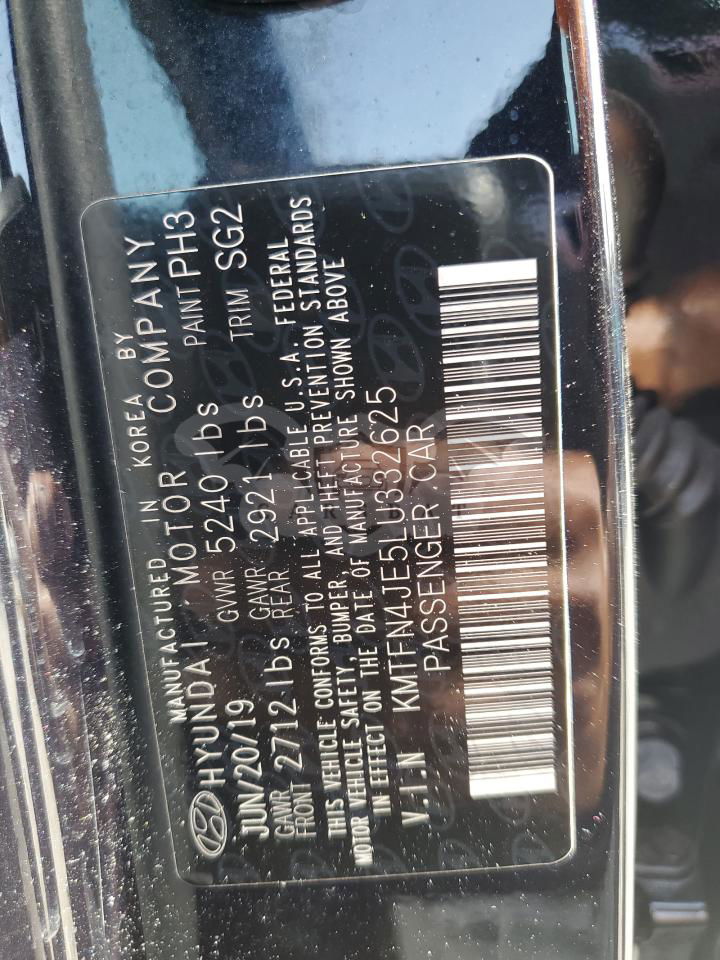 MANUFACTURED IN KOREA BY
HYUNDAI MOTOR COMPANY
JUN/20/19 GVWR 5240 lbs PAINT PH3
GAWR FRONT 2712 lbs GAWR REAR 2921 lbs TRIM SG2
THIS VEHICLE CONFORMS TO ALL APPLICABLE U.S.A. FEDERAL
MOTOR VEHICLE SAFETY, BUMPER, AND THEFT PREVENTION STANDARDS
IN EFFECT ON THE DATE OF MANUFACTURE SHOWN ABOVE
V.I.N KMTFN4JE5LU332625
PASSENGER CAR